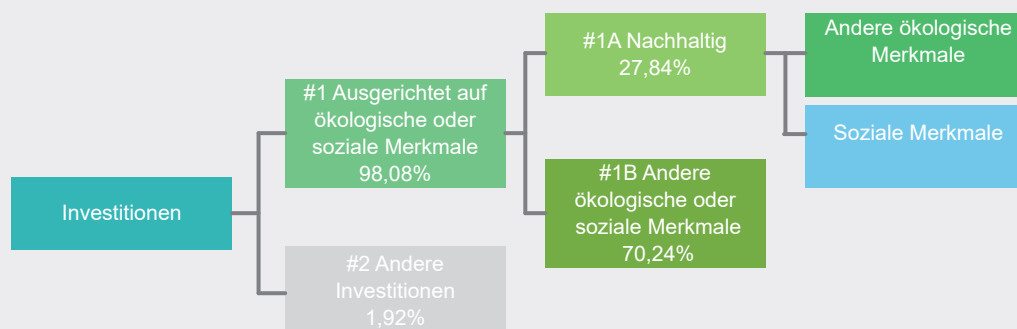 Investitionen
#1 Ausgerichtet auf
ökologische oder
soziale Merkmale
98,08%
#2 Andere
Investitionen
1,92%
#1A Nachhaltig
27,84%
#1B Andere
ökologische oder
soziale Merkmale
70,24%
Andere ökologische
Merkmale
Soziale Merkmale